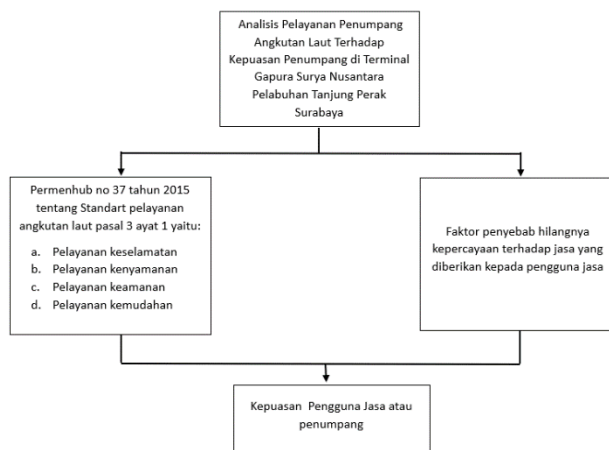 Analisis Pelayanan Penumpang
Angkutan Laut Terhadap
Kepuasan Penumpang di Terminal
Gapura Surya Nusantara
Pelabuhan Tanjung Perak
Surabaya
Permenhub no 37 tahun 2015
tentang Standart pelayanan
angkutan laut pasal 3 ayat 1 yaitu:
a. Pelayanan keselamatan
b. Pelayanan kenyamanan
c. Pelayanan keamanan
d. Pelayanan kemudahan
Faktor penyebab hilangnya
kepercayaan terhadap jasa yang
diberikan kepada pengguna jasa
Kepuasan Pengguna Jasa atau
penumpang